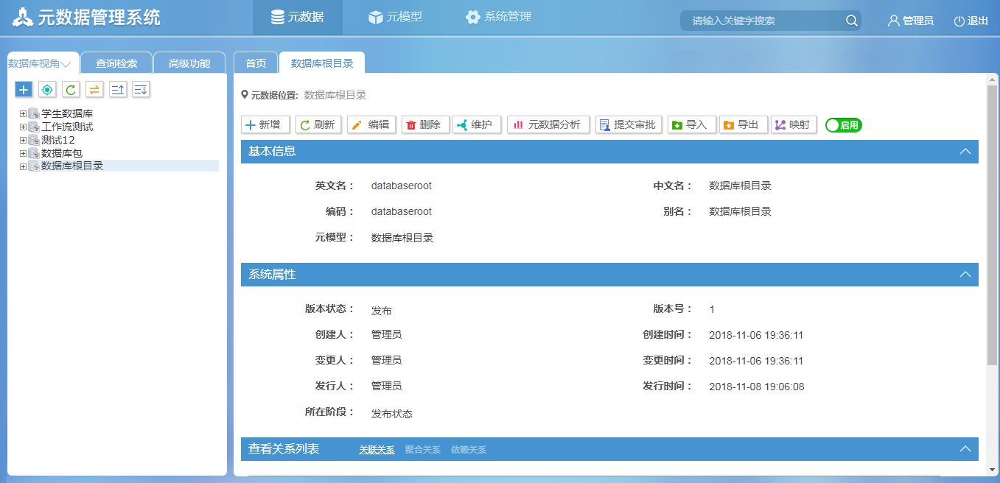 元数据管理系统 元数据 元模型 系统管理 请输入关键字搜索 管理员 退出
数据库视角 查询检索 高级功能 首页 数据库根目录
元数据位置: 数据库根目录
新增 刷新 编辑 删除 维护 元数据分析 提交审批 导入 导出 映射 启用
学生数据库
工作流测试
测试12
数据库包
数据库根目录
基本信息
英文名： databaseroot 中文名： 数据库根目录
编码： databaseroot 别名： 数据库根目录
元模型： 数据库根目录
系统属性
版本状态： 发布 版本号： 1
创建人： 管理员 创建时间： 2018-11-06 19:36:11
变更人： 管理员 变更时间： 2018-11-06 19:36:11
发行人： 管理员 发行时间： 2018-11-08 19:06:08
所在阶段： 发布状态
查看关系列表 关联关系 聚合关系 依赖关系